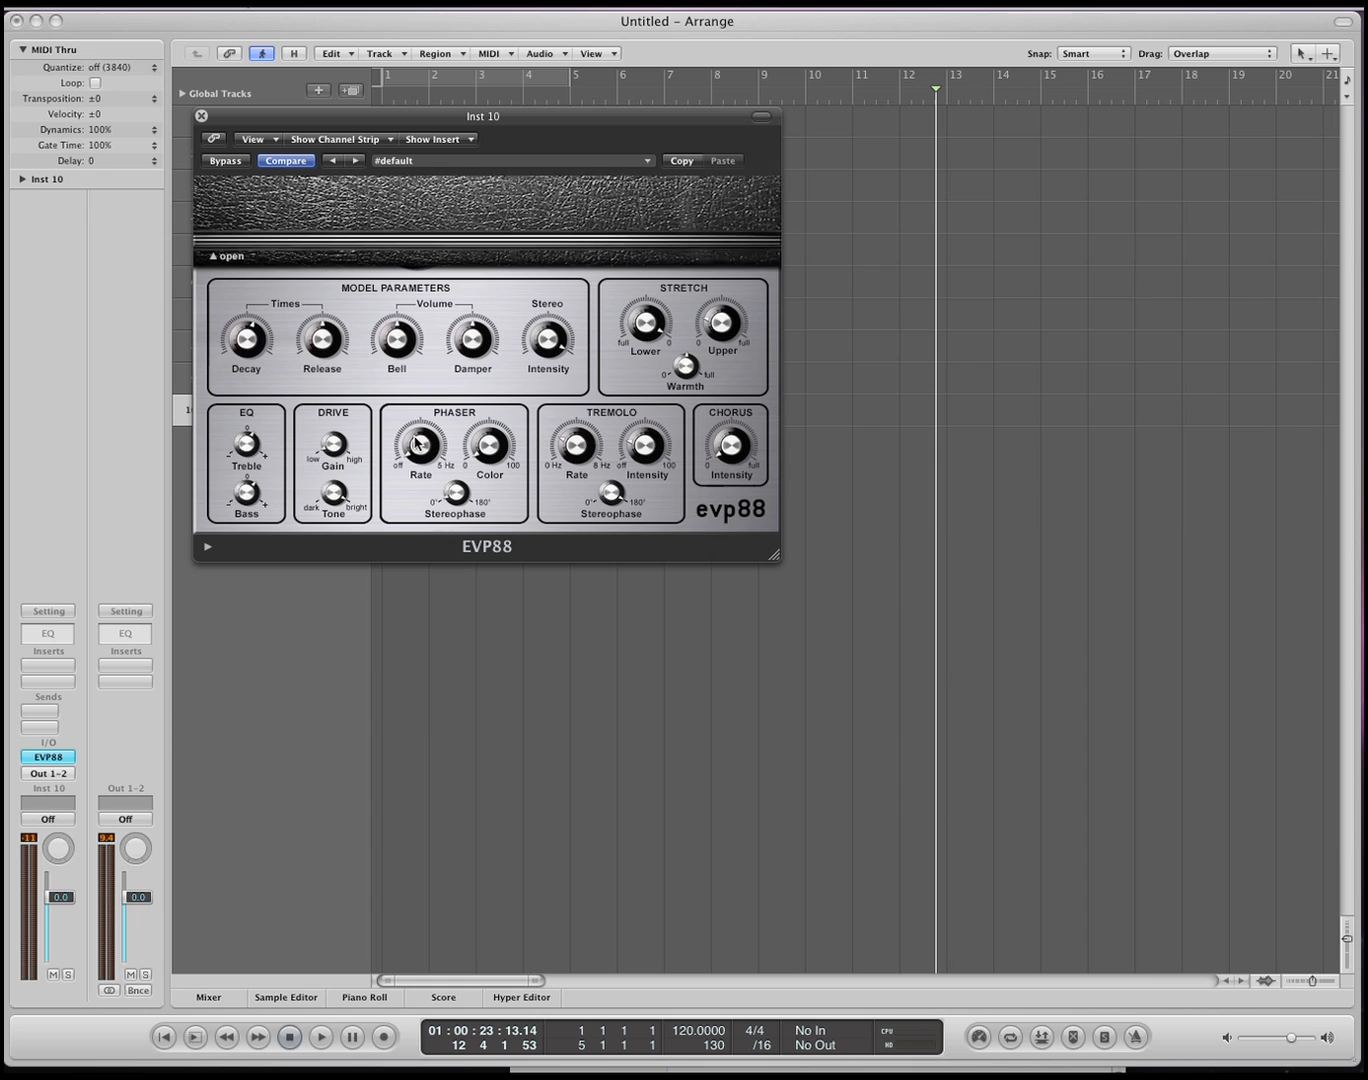 Untitled – Arrange
MIDI Thru
Quantize: off (3840)
Loop:
Transposition: ±0
Velocity: ±0
Dynamics: 100%
Gate Time: 100%
Delay: 0
Inst 10
H Edit Track Region MIDI Audio View
Snap: Smart Drag: Overlap
1 2 3 4 5 6 7 8 9 10 11 12 13 14 15 16 17 18 19 20 21
Global Tracks
Inst 10
View Show Channel Strip Show Insert
Bypass Compare #default Copy Paste
open
MODEL PARAMETERS
Times Volume Stereo
Decay Release Bell Damper Intensity
STRETCH
full 0 0 full
Lower Upper
0 full
Warmth
EQ
0
- +
Treble
0
- +
Bass
DRIVE
low high
Gain
dark bright
Tone
PHASER
off 5 Hz 0 100
Rate Color
0° 180°
Stereophase
TREMOLO
0 Hz 8 Hz off 100
Rate Intensity
0° 180°
Stereophase
CHORUS
0 full
Intensity
evp88
EVP88
Setting Setting
EQ EQ
Inserts Inserts
Sends
I/O
EVP88
Out 1-2
Inst 10 Out 1-2
Off Off
-11 9.4
0.0 0.0
M S M S
Bnce
Mixer Sample Editor Piano Roll Score Hyper Editor
01 : 00 : 23 : 13.14 1 1 1 1 120.0000 4/4 No In CPU
12 4 1 53 5 1 1 1 130 /16 No Out HD
S